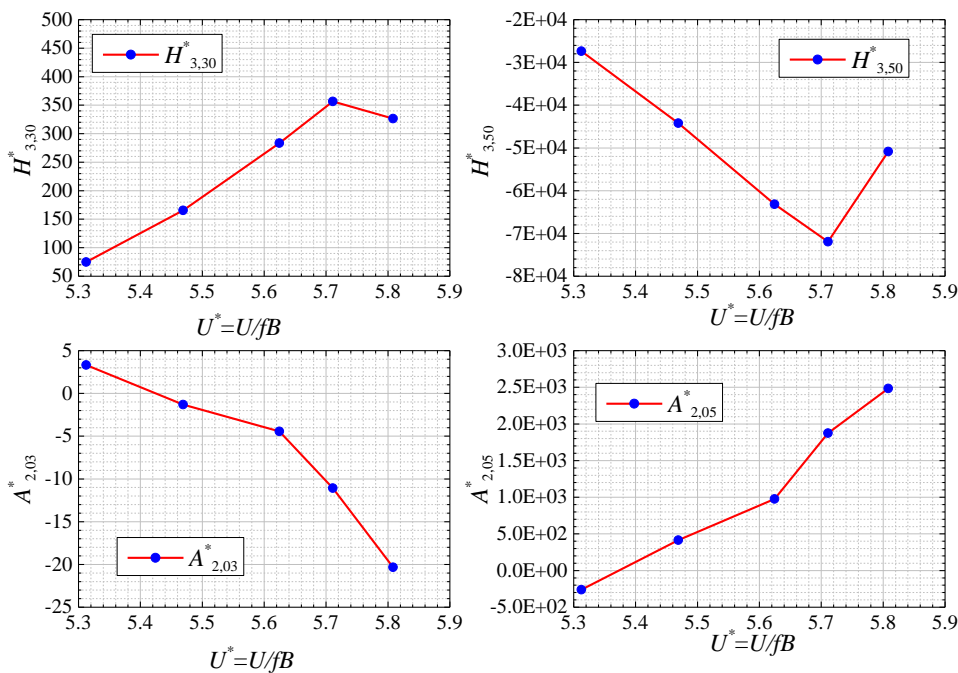 500
450
400
350
300
250
200
150
100
50
H*3,30
H*3,30
5.3 5.4 5.5 5.6 5.7 5.8 5.9
U*=U/fB
-2E+04
-3E+04
-4E+04
-5E+04
-6E+04
-7E+04
-8E+04
H*3,50
H*3,50
5.3 5.4 5.5 5.6 5.7 5.8 5.9
U*=U/fB
5
0
-5
-10
-15
-20
-25
A*2,03
A*2,03
5.3 5.4 5.5 5.6 5.7 5.8 5.9
U*=U/fB
3.0E+03
2.5E+03
2.0E+03
1.5E+03
1.0E+03
5.0E+02
0.0E+00
-5.0E+02
A*2,05
A*2,05
5.3 5.4 5.5 5.6 5.7 5.8 5.9
U*=U/fB